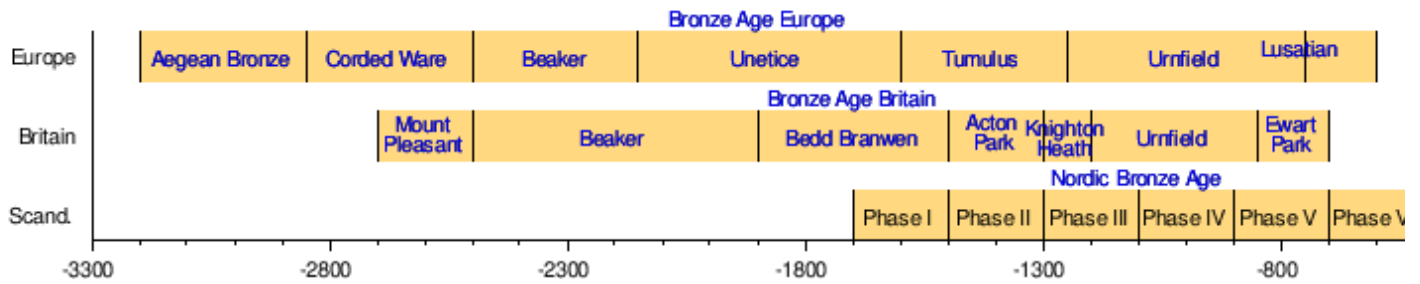 Bronze Age Europe
Europe Aegean Bronze Corded Ware Beaker Unetice Tumulus Urnfield Lusatian
Bronze Age Britain
Britain Mount Pleasant Beaker Bedd Branwen Acton Park Knighton Heath Urnfield Ewart Park
Nordic Bronze Age
Scand. Phase I Phase II Phase III Phase IV Phase V Phase V
-3300 -2800 -2300 -1800 -1300 -800